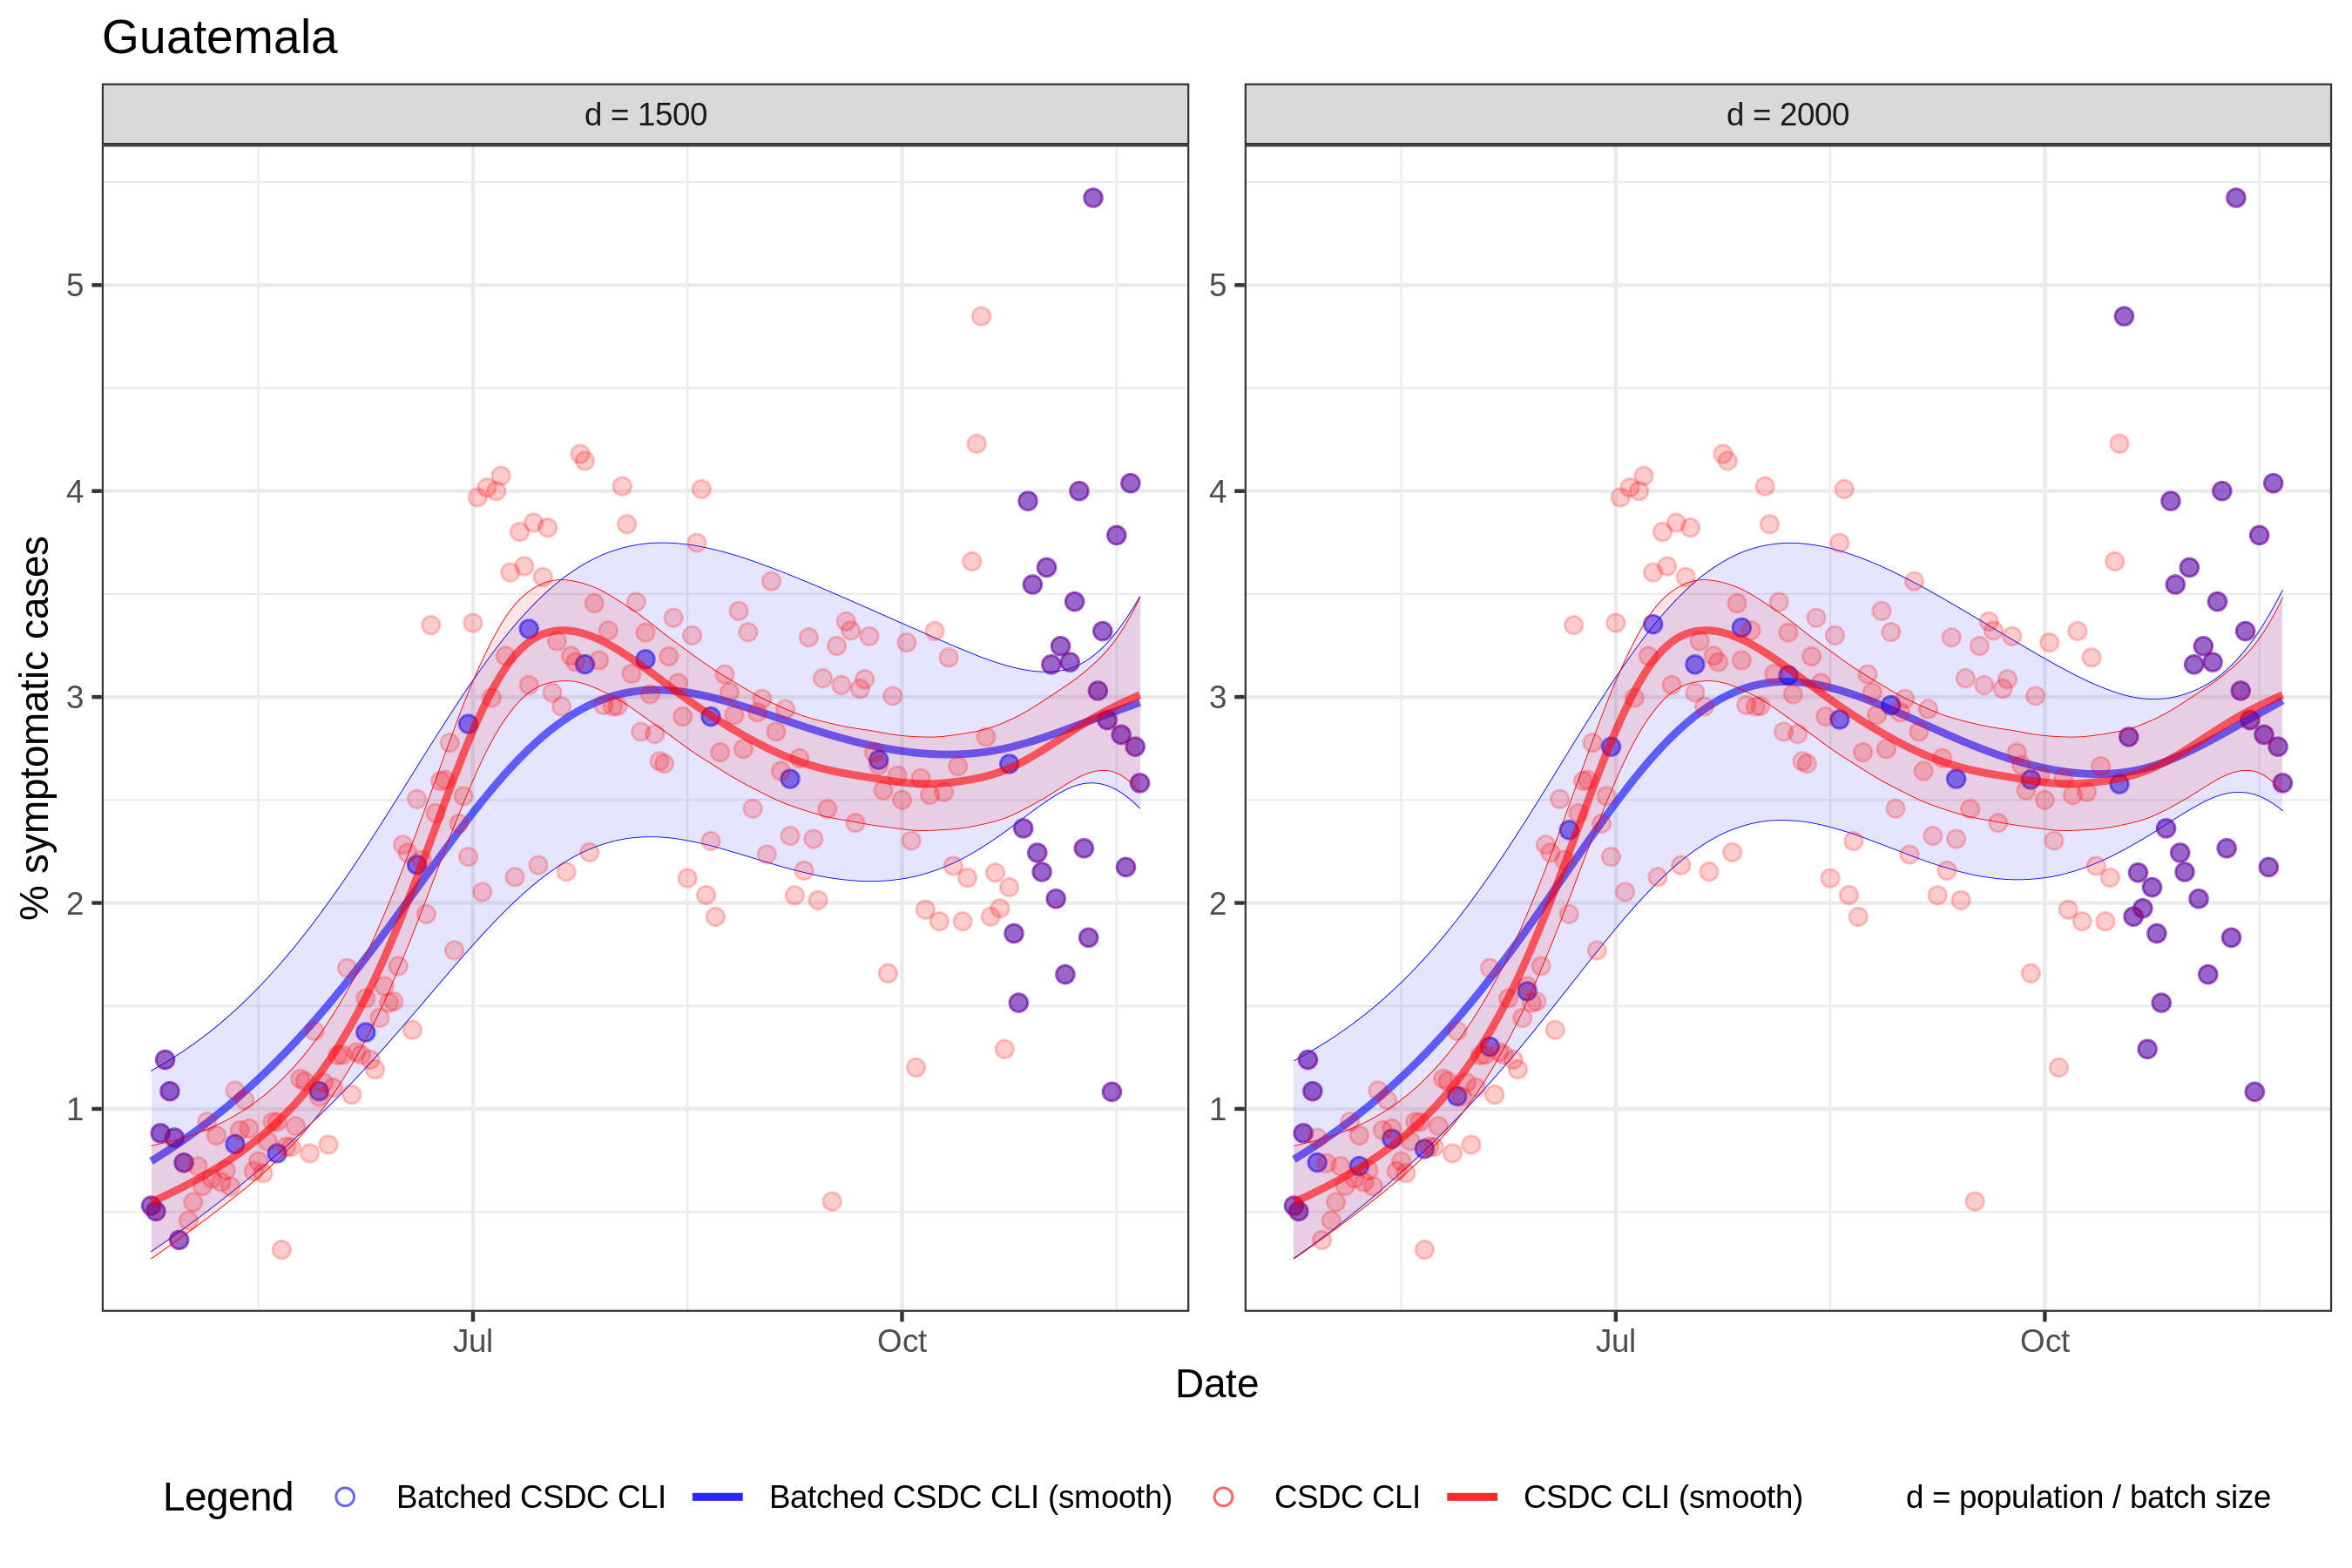 Guatemala
d = 1500
d = 2000
% symptomatic cases
5
4
3
2
1
5
4
3
2
1
Jul
Oct
Jul
Oct
Date
Legend
Batched CSDC CLI
Batched CSDC CLI (smooth)
CSDC CLI
CSDC CLI (smooth)
d = population / batch size